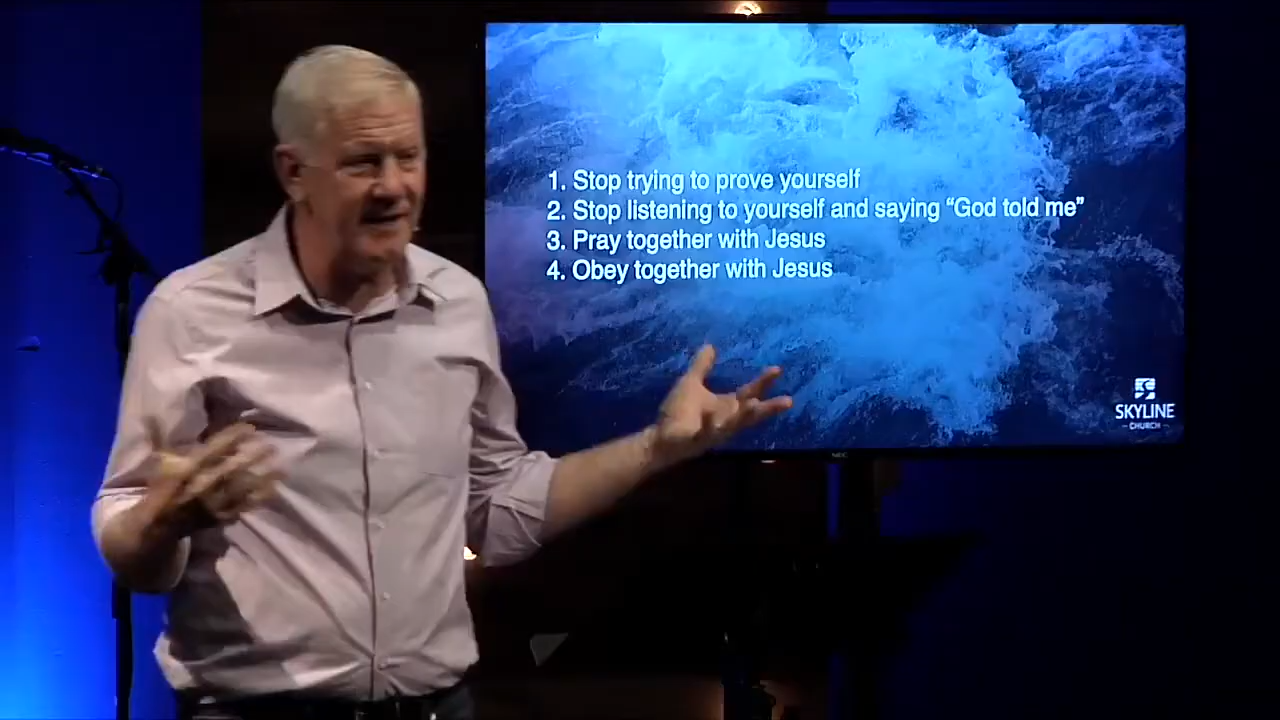 1. Stop trying to prove yourself
2. Stop listening to yourself and saying “God told me”
3. Pray together with Jesus
4. Obey together with Jesus
SKYLINE
–CHURCH–
NEC